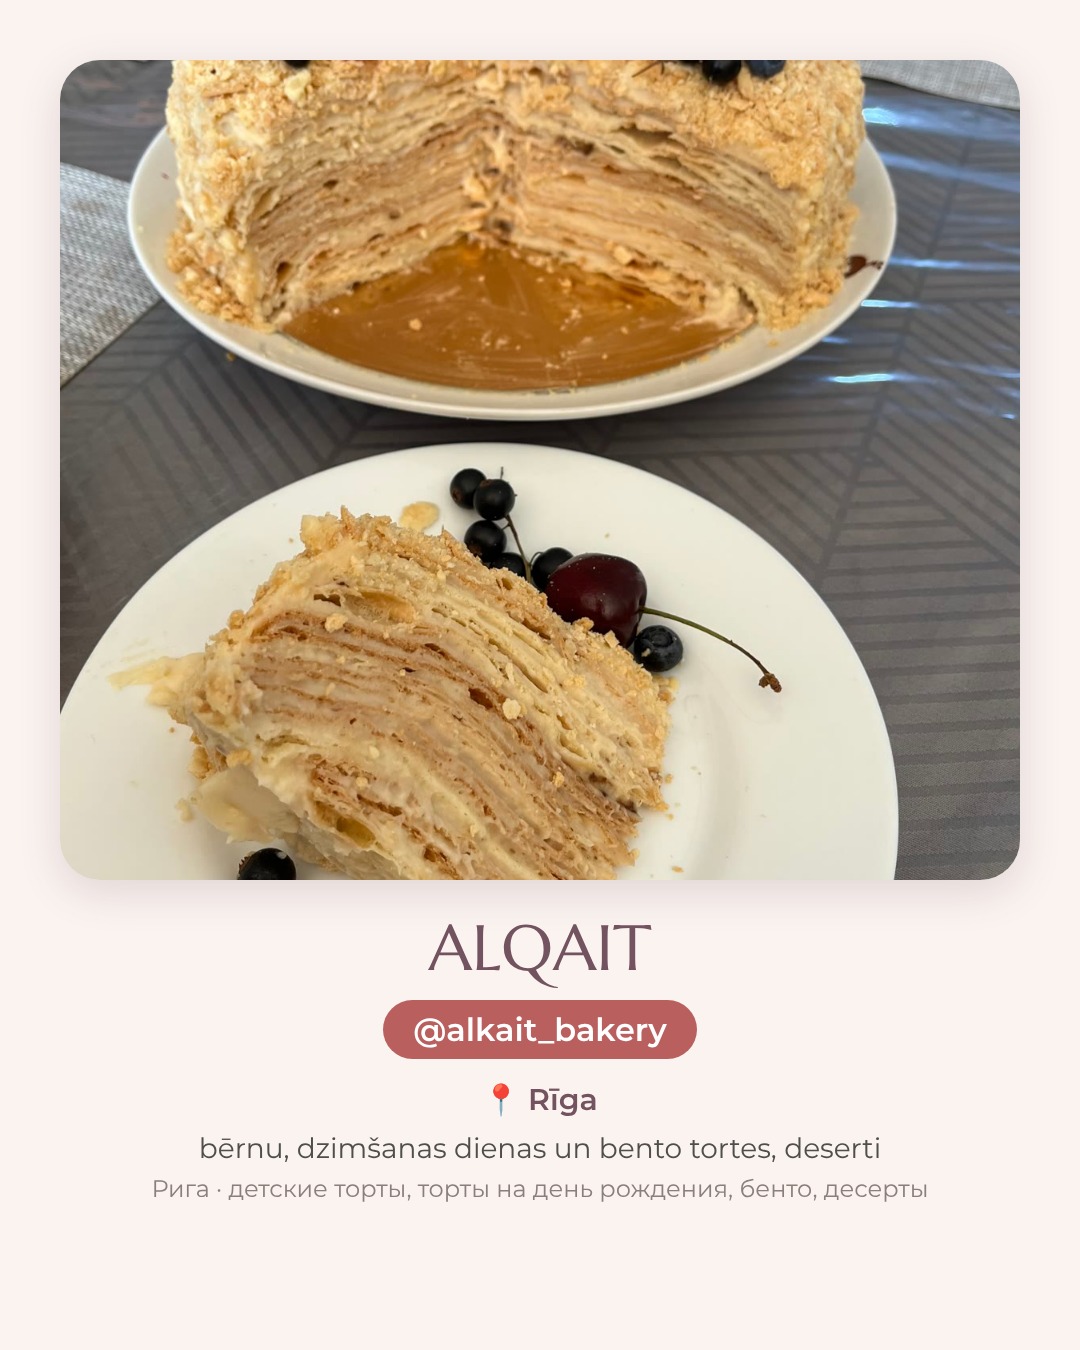 ALQAIT
@alkait_bakery
📍 Rīga
bērnu, dzimšanas dienas un bento tortes, deserti
Рига · детские торты, торты на день рождения, бенто, десерты